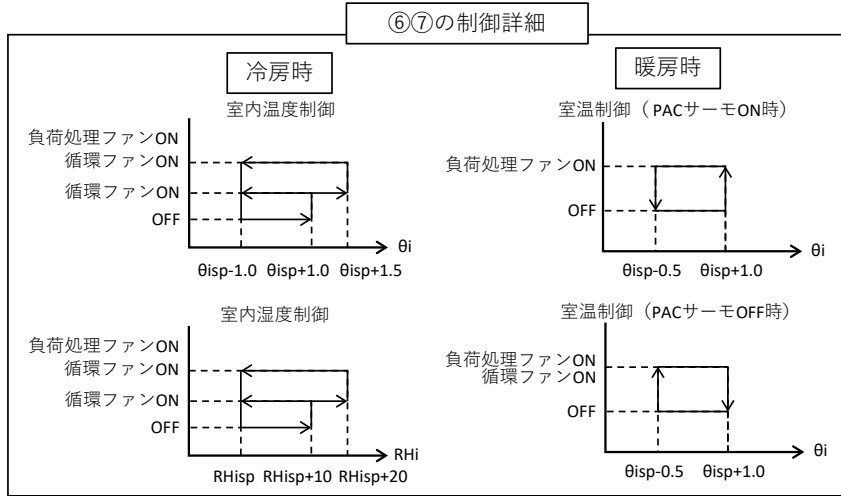 ⑥⑦の制御詳細
冷房時
室内温度制御
負荷処理ファンON
循環ファンON
循環ファンON
OFF
θi
θisp-1.0 θisp+1.0 θisp+1.5
室内湿度制御
負荷処理ファンON
循環ファンON
循環ファンON
OFF
RHi
RHisp RHisp+10 RHisp+20
暖房時
室温制御（PACサーモON時）
負荷処理ファンON
OFF
θi
θisp-0.5 θisp+1.0
室温制御（PACサーモOFF時）
負荷処理ファンON
循環ファンON
OFF
θi
θisp-0.5 θisp+1.0